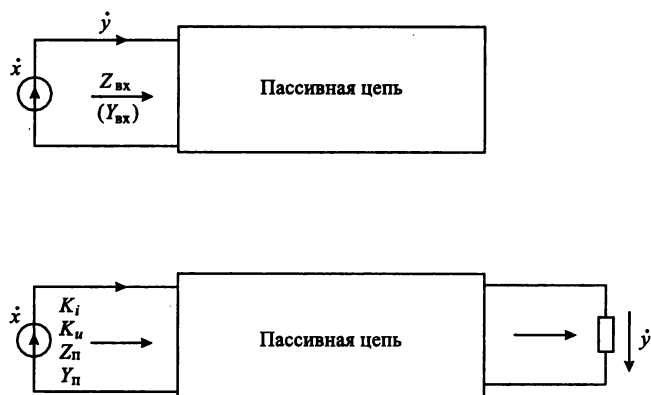 ẏ
ẋ
Z вх
(Y вх)
Пассивная цепь
ẋ
K i
K u
Z п
Y п
Пассивная цепь
ẏ